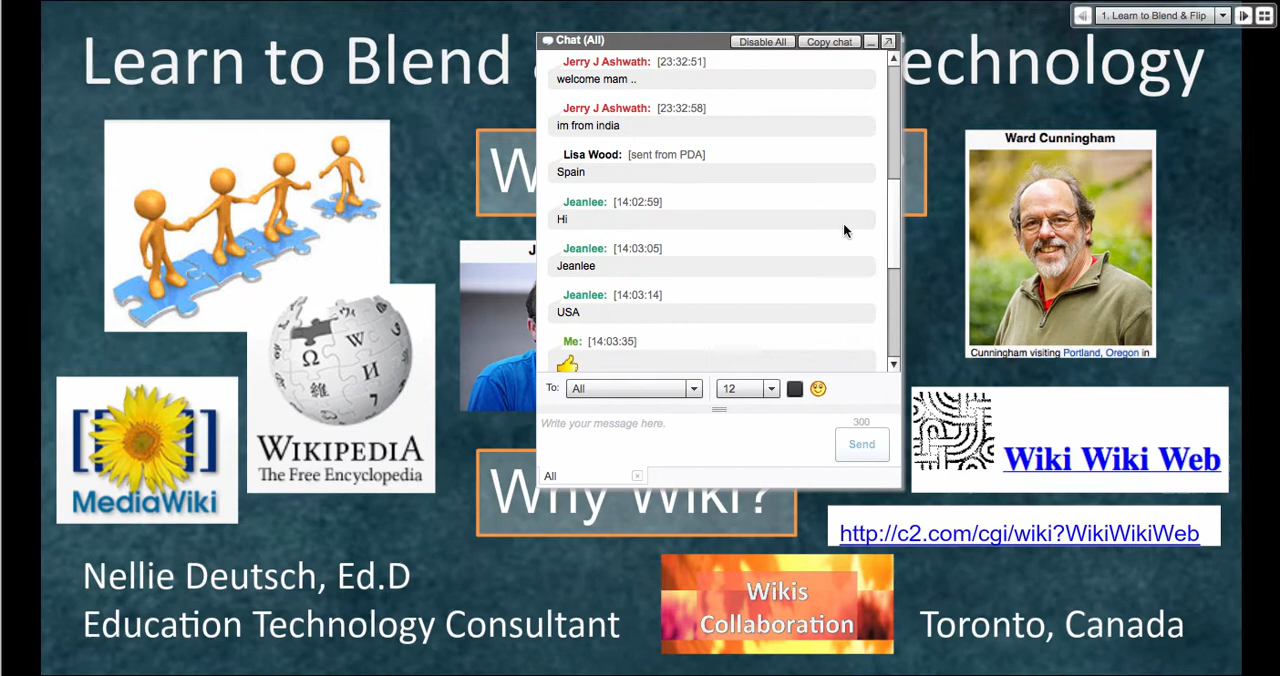 1. Learn to Blend & Flip
Learn to Blend
echnology
Chat (All)
Disable All
Copy chat
Jerry J Ashwath: [23:32:51]
welcome mam ..
Jerry J Ashwath: [23:32:58]
im from india
Lisa Wood: [sent from PDA]
Spain
Jeanlee: [14:02:59]
Hi
Jeanlee: [14:03:05]
Jeanlee
Jeanlee: [14:03:14]
USA
Me: [14:03:35]
To: All
12
Write your message here.
300
Send
All
Ward Cunningham
Cunningham visiting Portland, Oregon in
W
J
Ω
W
И
維
WIKIPEDIA
The Free Encyclopedia
[[ ]]
MediaWiki
Wiki Wiki Web
Why Wiki?
http://c2.com/cgi/wiki?WikiWikiWeb
Nellie Deutsch, Ed.D
Education Technology Consultant
Wikis
Collaboration
Toronto, Canada